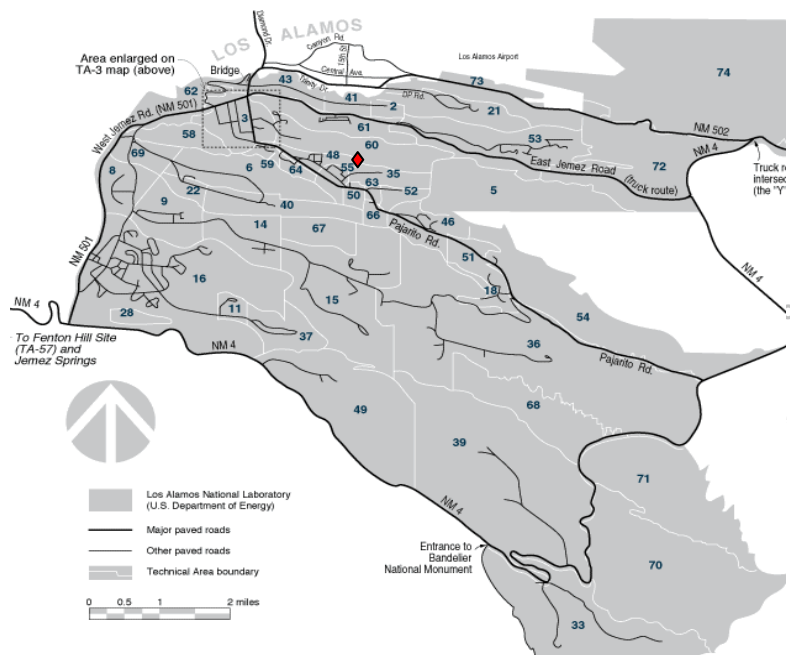 LOS ALAMOS
Diamond Dr.
Canyon Rd.
15th St
Central Ave.
Trinity Dr.
DP Rd.
Los Alamos Airport
Area enlarged on
TA-3 map (above)
Bridge
62
43
73
74
41
2
21
3
West Jemez Rd. (NM 501)
58
61
53
NM 502
60
NM 4
69
59
48
55
East Jemez Road
(truck route)
72
Truck r
intersec
(the "Y"
8
6
64
35
63
22
50
52
5
9
40
66
46
14
67
Pajarito Rd.
NM 501
51
NM 4
16
18
15
28
11
54
NM 4
To Fenton Hill Site
(TA-57) and
Jemez Springs
37
36
NM 4
Pajarito Rd.
49
68
39
71
Los Alamos National Laboratory
(U.S. Department of Energy)
Major paved roads
NM 4
Other paved roads
Entrance to
Bandelier
National Monument
Technical Area boundary
70
0 0.5 1 2 miles
33